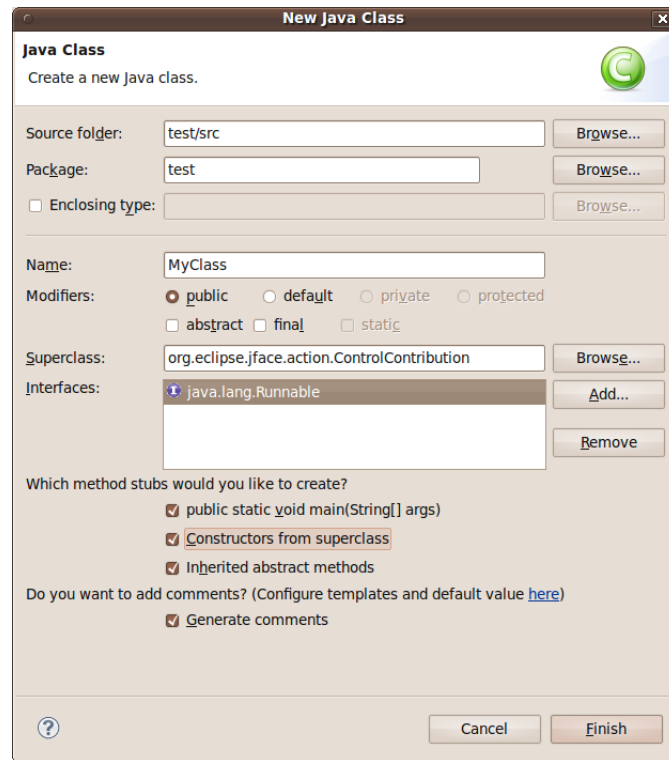 New Java Class
Java Class
Create a new Java class.
Source folder: test/src Browse...
Package: test Browse...
Enclosing type: Browse...
Name: MyClass
Modifiers: public default private protected
abstract final static
Superclass: org.eclipse.jface.action.ControlContribution Browse...
Interfaces: java.lang.Runnable Add...
Remove
Which method stubs would you like to create?
public static void main(String[] args)
Constructors from superclass
Inherited abstract methods
Do you want to add comments? (Configure templates and default value here)
Generate comments
Cancel Finish